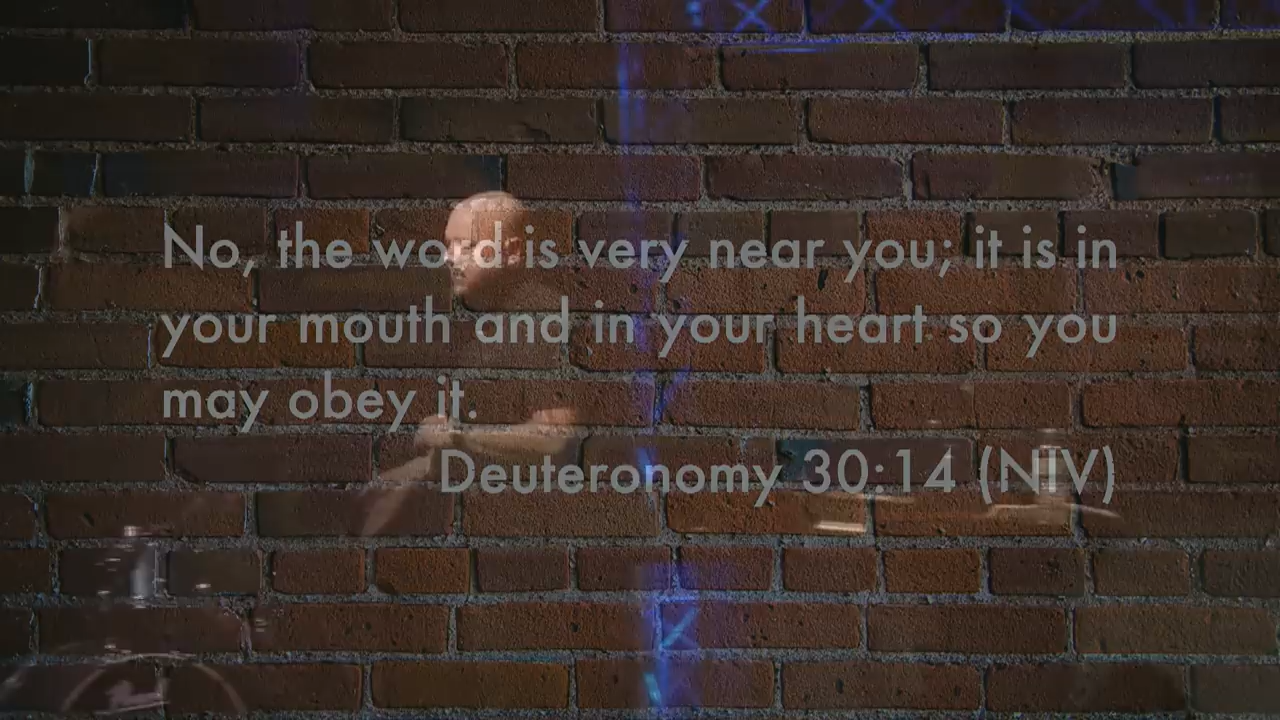 No, the word is very near you; it is in
your mouth and in your heart so you
may obey it.
Deuteronomy 30:14 (NIV)